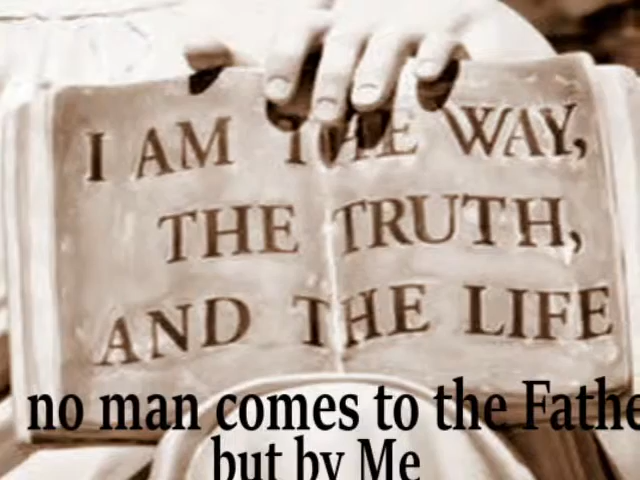 I AM THE WAY,
THE TRUTH,
AND THE LIFE
no man comes to the Fathe
but by Me